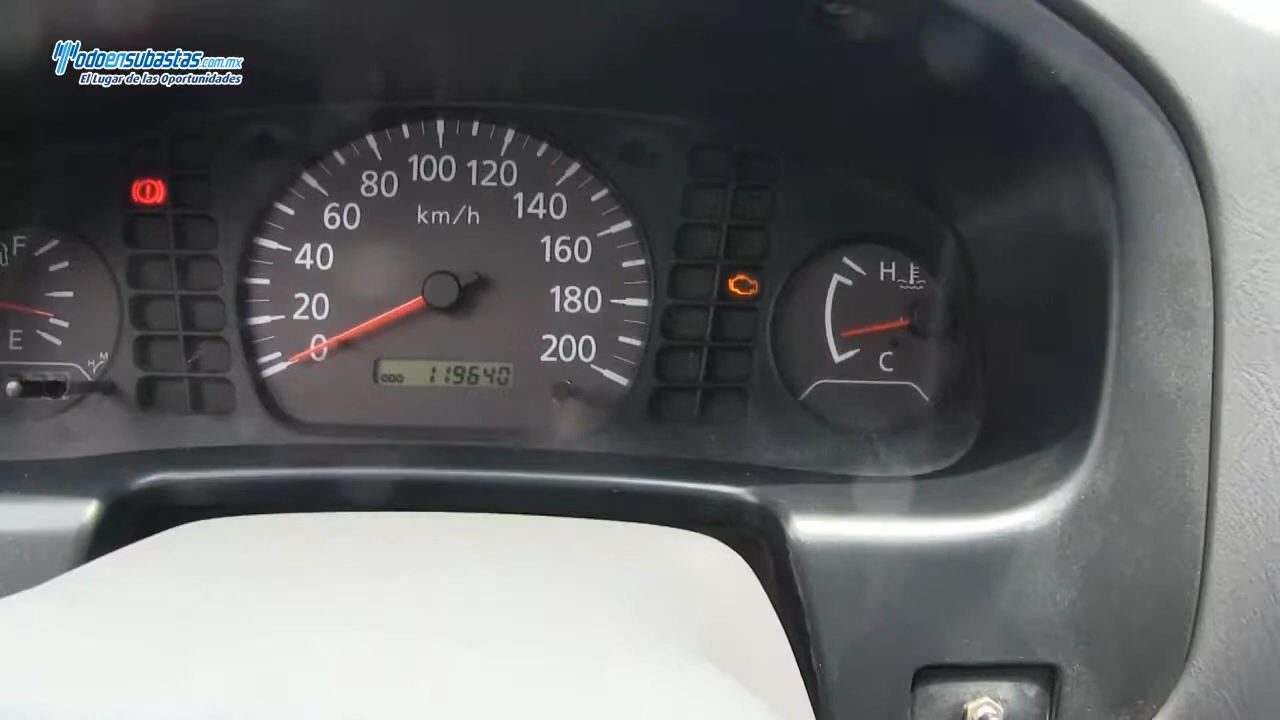 Todoensubastas.com.mx
El Lugar de las Oportunidades
100
80
120
60
km/h
140
F
40
160
H
20
180
E
0
200
C
H M
ODO 119640